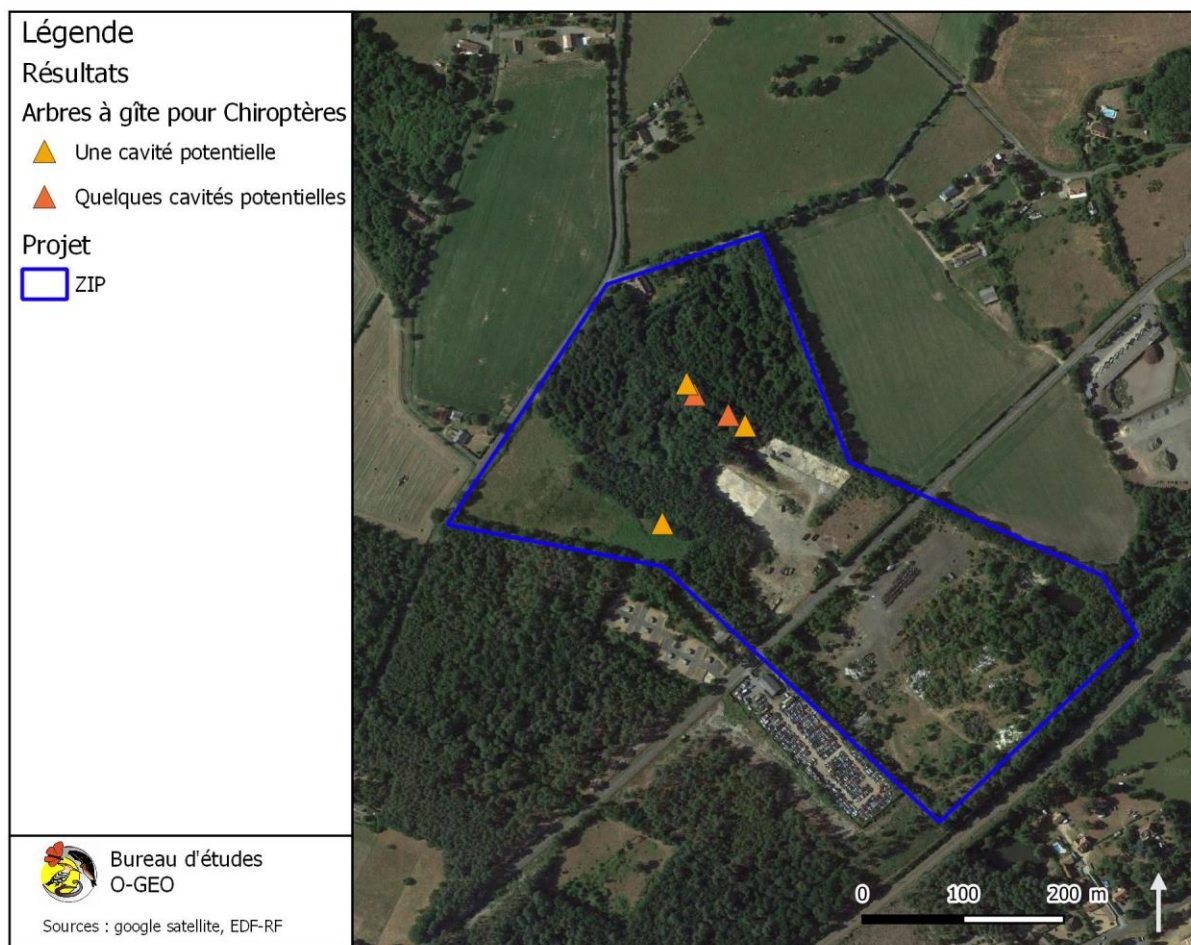 Légende
Résultats
Arbres à gîte pour Chiroptères
Une cavité potentielle
Quelques cavités potentielles
Projet
ZIP
Bureau d'études
O-GEO
Sources : google satellite, EDF-RF
0 100 200 m